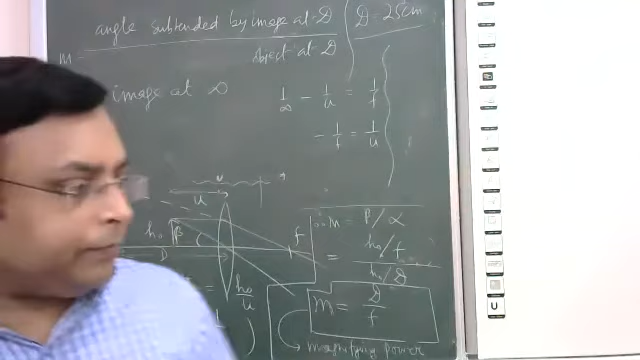 angle subtended by image at D
M =
object at D
D = 25cm
image at ∞
1/∞ - 1/u = 1/f
- 1/f = 1/u
u
h₀ β
f
D
∴ m = β/α
= h₀/f
h₀/D
= h₀/u
m = D/f
magnifying power